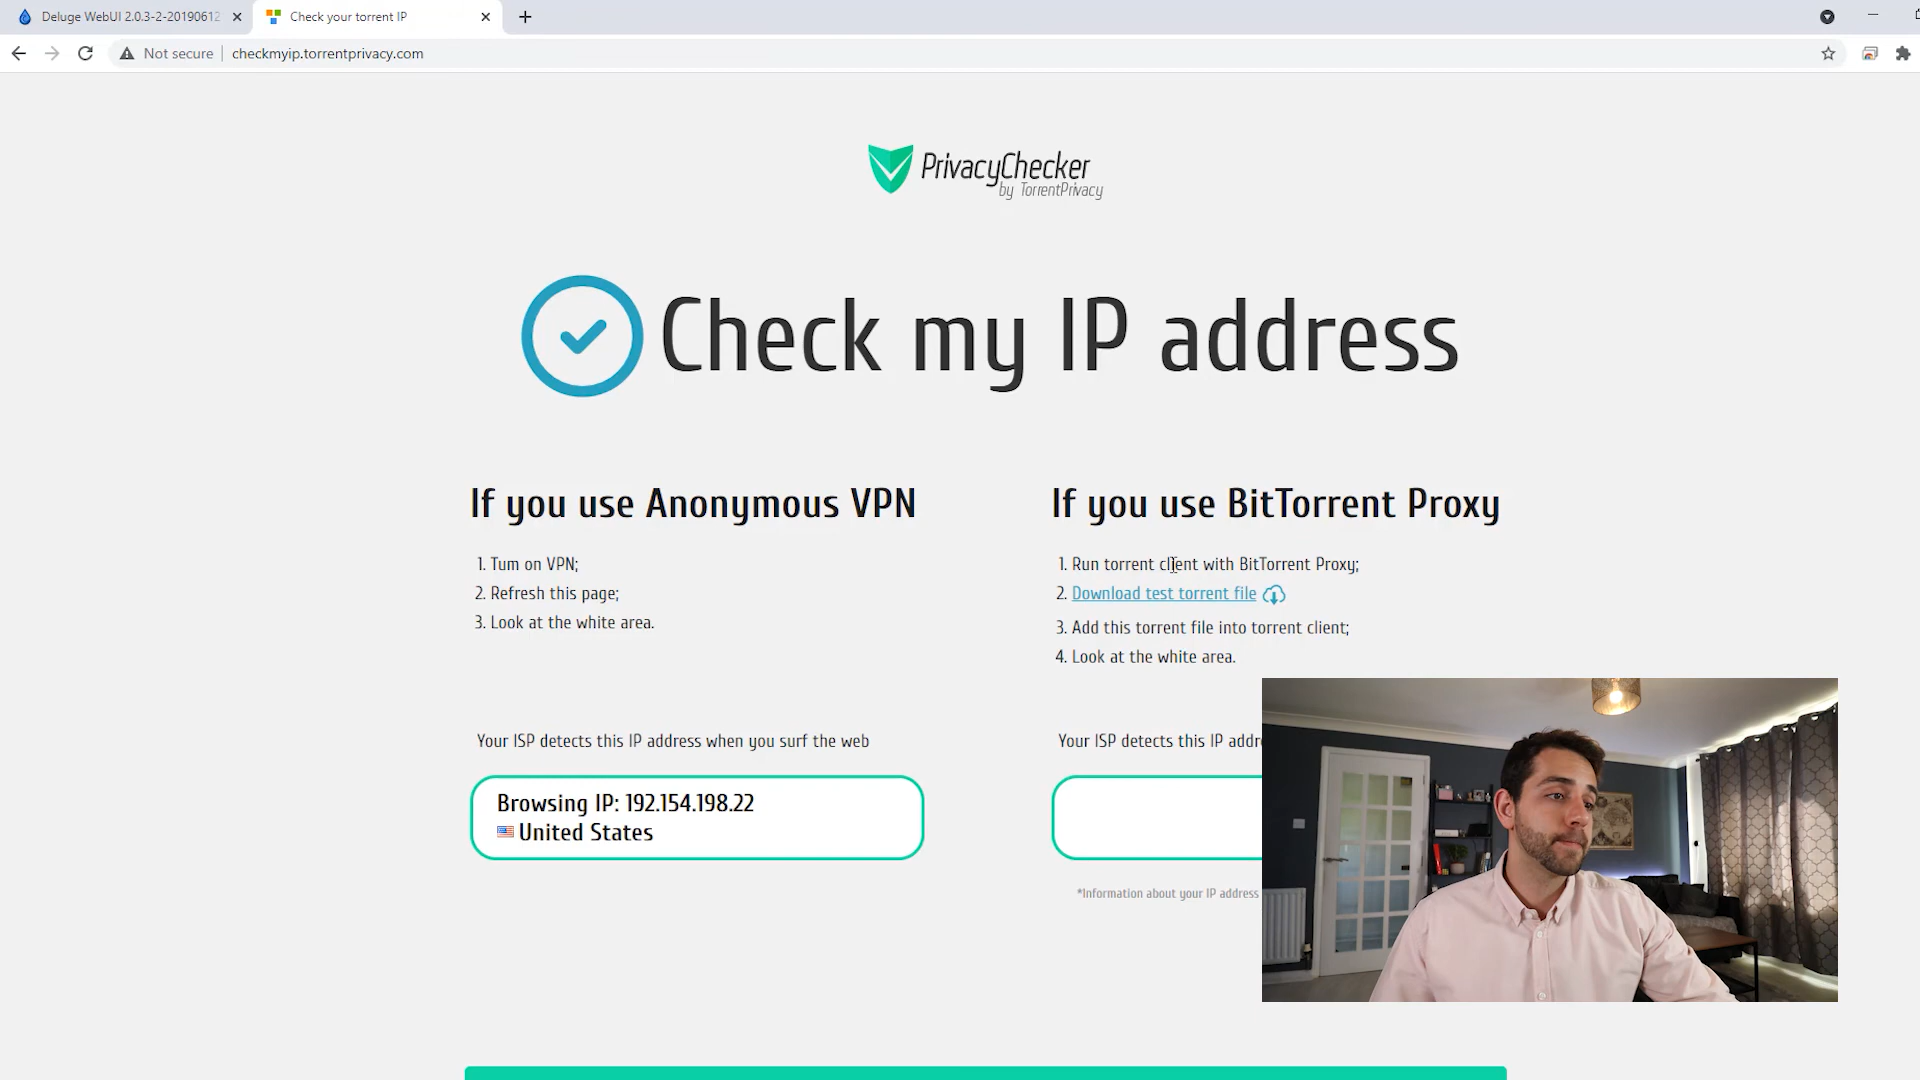 Deluge WebUI 2.0.3-2-20190612
Check your torrent IP
Not secure
checkmyip.torrentprivacy.com
PrivacyChecker
by TorrentPrivacy
Check my IP address
If you use Anonymous VPN
1. Turn on VPN;
2. Refresh this page;
3. Look at the white area.
Your ISP detects this IP address when you surf the web
Browsing IP: 192.154.198.22
United States
If you use BitTorrent Proxy
1. Run torrent client with BitTorrent Proxy;
2. Download test torrent file
3. Add this torrent file into torrent client;
4. Look at the white area.
Your ISP detects this IP addr
*Information about your IP address